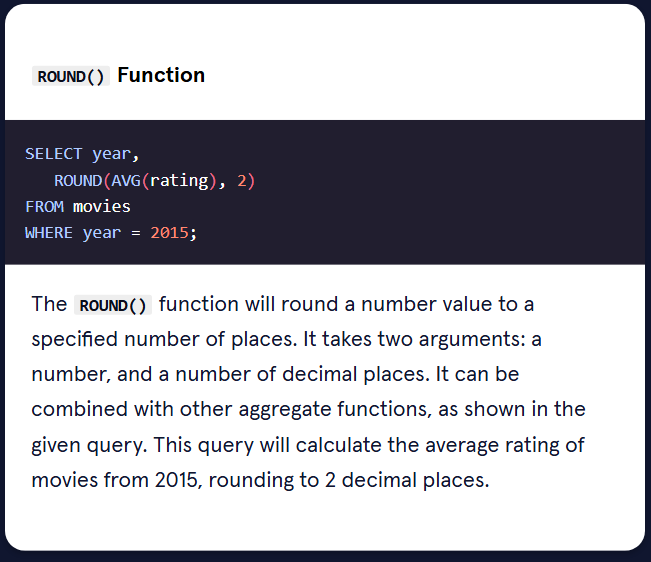 ROUND() Function
SELECT year,
ROUND(AVG(rating), 2)
FROM movies
WHERE year = 2015;
The ROUND() function will round a number value to a
specified number of places. It takes two arguments: a
number, and a number of decimal places. It can be
combined with other aggregate functions, as shown in the
given query. This query will calculate the average rating of
movies from 2015, rounding to 2 decimal places.